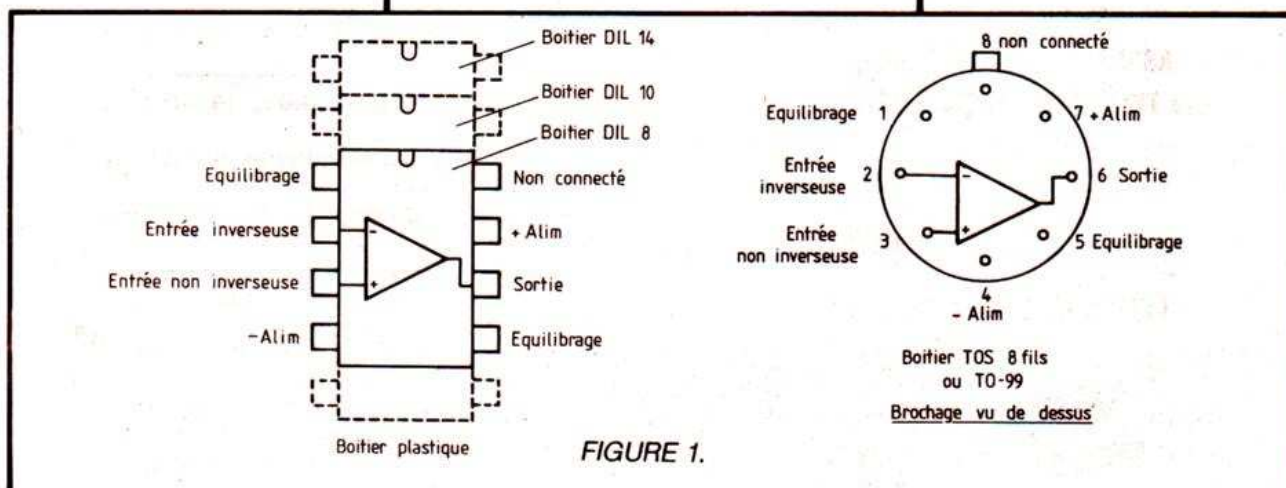 Boitier DIL 14
Boitier DIL 10
Boitier DIL 8
Equilibrage
Non connecté
Entrée inverseuse
-
+ Alim
Entrée non inverseuse
+
Sortie
-Alim
Equilibrage
Boitier plastique
8 non connecté
Equilibrage 1
7 + Alim
Entrée
inverseuse
2
-
6 Sortie
Entrée
non inverseuse
3
+
5 Equilibrage
4
- Alim
Boitier TOS 8 fils
ou TO-99
Brochage vu de dessus
FIGURE 1.